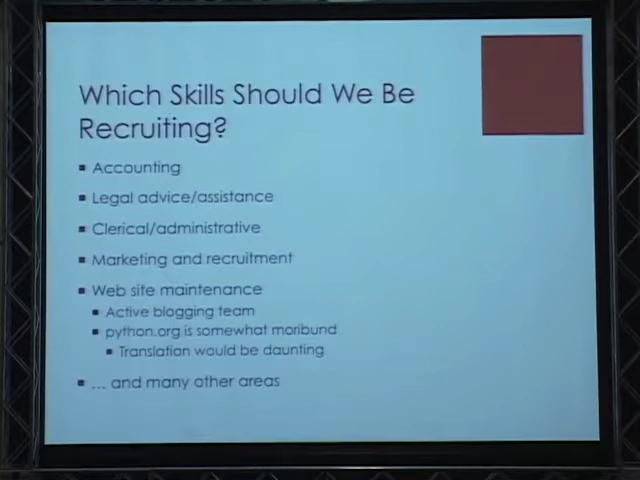 Which Skills Should We Be
Recruiting?
Accounting
Legal advice/assistance
Clerical/administrative
Marketing and recruitment
Web site maintenance
Active blogging team
python.org is somewhat moribund
Translation would be daunting
... and many other areas